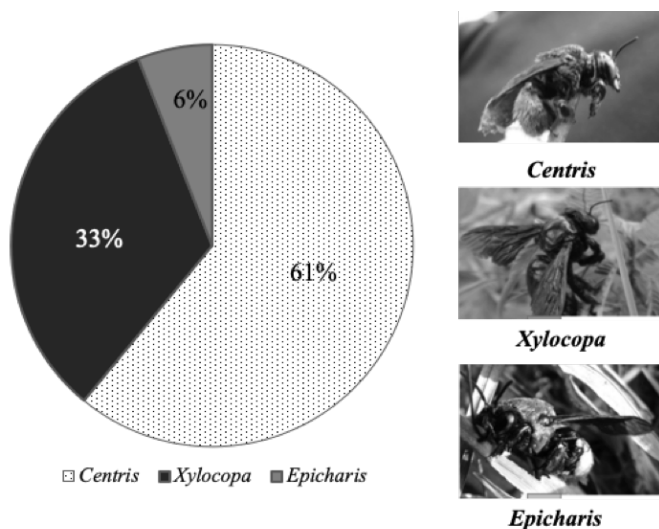 6%
33%
61%
Centris Xylocopa Epicharis
Centris
Xylocopa
Epicharis